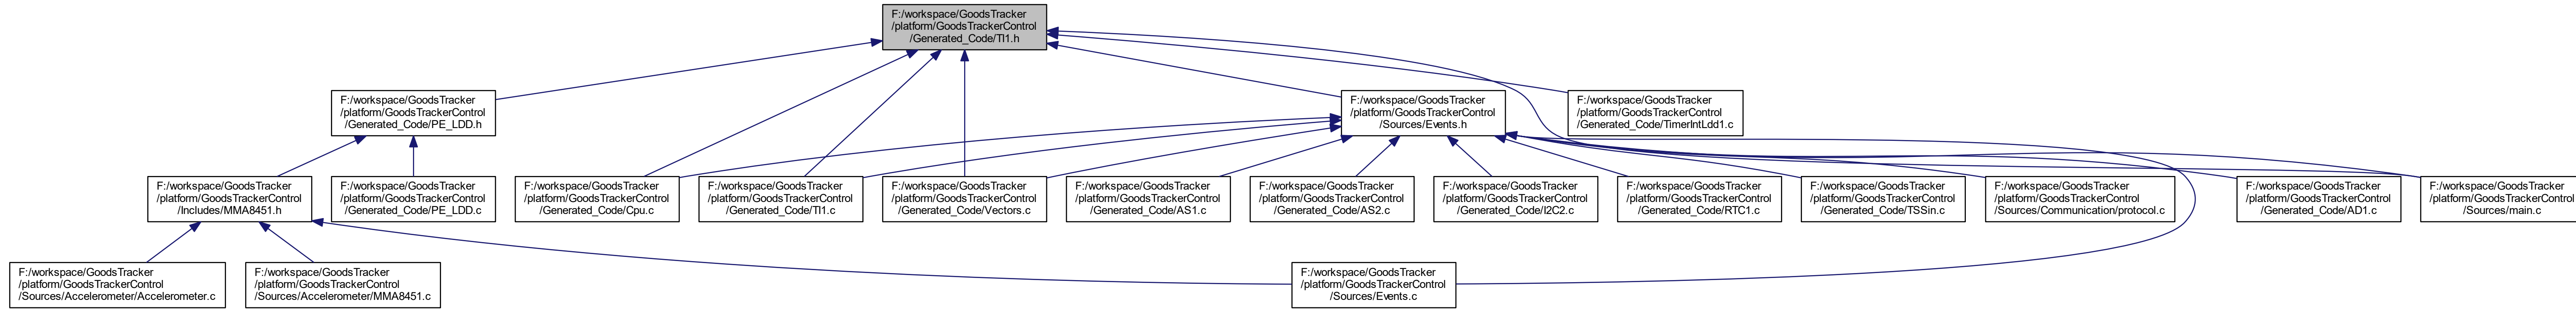 F:/workspace/GoodsTracker
/platform/GoodsTrackerControl
/Generated_Code/TI1.h
F:/workspace/GoodsTracker
/platform/GoodsTrackerControl
/Generated_Code/PE_LDD.h
F:/workspace/GoodsTracker
/platform/GoodsTrackerControl
/Sources/Events.h
F:/workspace/GoodsTracker
/platform/GoodsTrackerControl
/Generated_Code/TimerIntLdd1.c
F:/workspace/GoodsTracker
/platform/GoodsTrackerControl
/Includes/MMA8451.h
F:/workspace/GoodsTracker
/platform/GoodsTrackerControl
/Generated_Code/PE_LDD.c
F:/workspace/GoodsTracker
/platform/GoodsTrackerControl
/Generated_Code/Cpu.c
F:/workspace/GoodsTracker
/platform/GoodsTrackerControl
/Generated_Code/TI1.c
F:/workspace/GoodsTracker
/platform/GoodsTrackerControl
/Generated_Code/Vectors.c
F:/workspace/GoodsTracker
/platform/GoodsTrackerControl
/Generated_Code/AS1.c
F:/workspace/GoodsTracker
/platform/GoodsTrackerControl
/Generated_Code/AS2.c
F:/workspace/GoodsTracker
/platform/GoodsTrackerControl
/Generated_Code/I2C2.c
F:/workspace/GoodsTracker
/platform/GoodsTrackerControl
/Generated_Code/RTC1.c
F:/workspace/GoodsTracker
/platform/GoodsTrackerControl
/Generated_Code/TSSin.c
F:/workspace/GoodsTracker
/platform/GoodsTrackerControl
/Sources/Communication/protocol.c
F:/workspace/GoodsTracker
/platform/GoodsTrackerControl
/Generated_Code/AD1.c
F:/workspace/GoodsTracker
/platform/GoodsTrackerControl
/Sources/main.c
F:/workspace/GoodsTracker
/platform/GoodsTrackerControl
/Sources/Accelerometer/Accelerometer.c
F:/workspace/GoodsTracker
/platform/GoodsTrackerControl
/Sources/Accelerometer/MMA8451.c
F:/workspace/GoodsTracker
/platform/GoodsTrackerControl
/Sources/Events.c